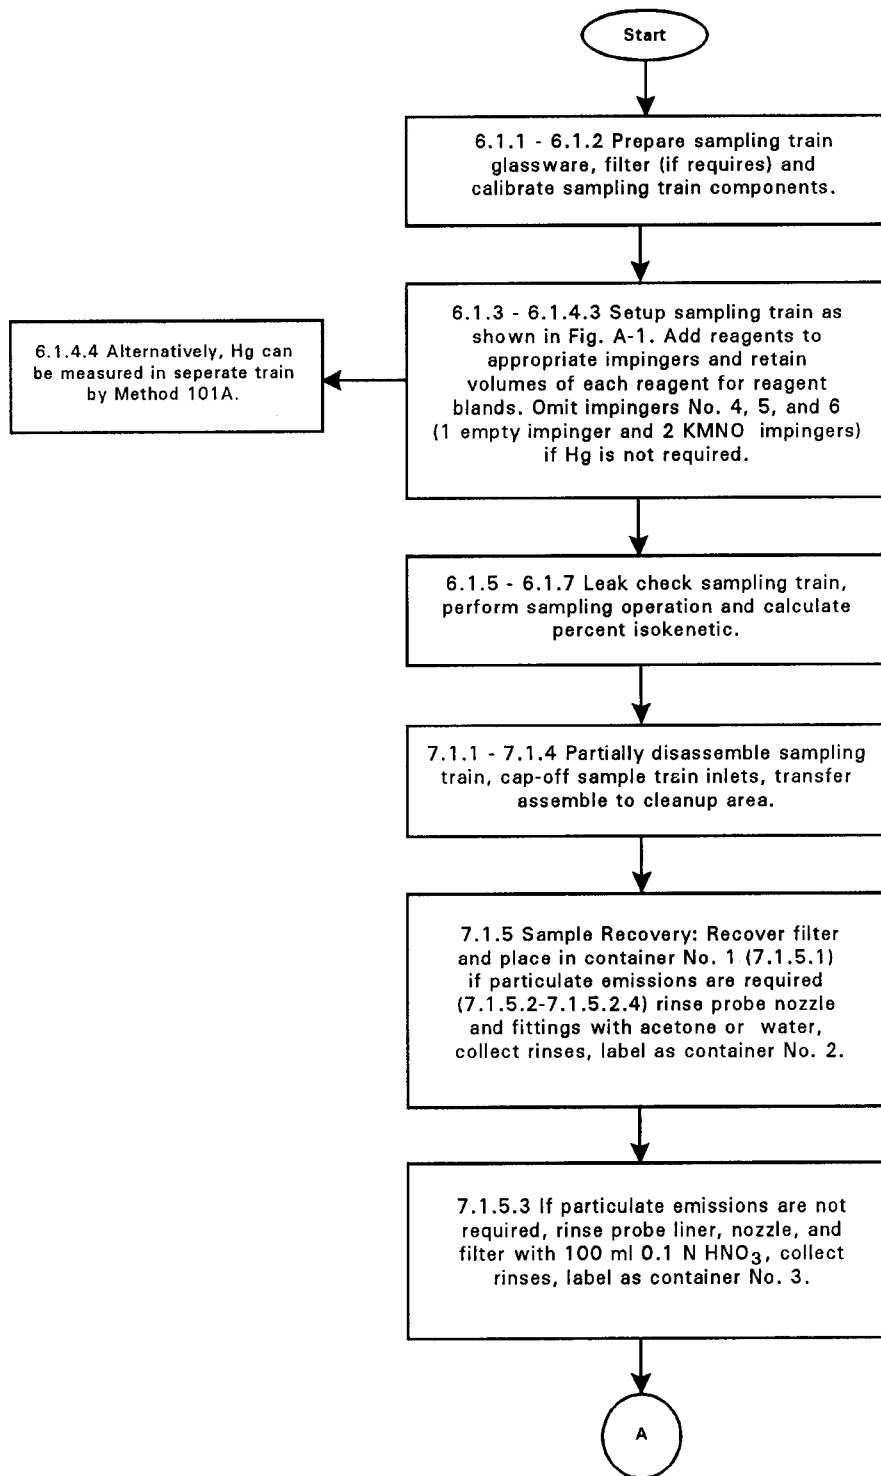 Start
6.1.1 - 6.1.2 Prepare sampling train
glassware, filter (if requires) and
calibrate sampling train components.
6.1.3 - 6.1.4.3 Setup sampling train as
shown in Fig. A-1. Add reagents to
appropriate impingers and retain
volumes of each reagent for reagent
blands. Omit impingers No. 4, 5, and 6
(1 empty impinger and 2 KMNO impingers)
if Hg is not required.
6.1.4.4 Alternatively, Hg can
be measured in seperate train
by Method 101A.
6.1.5 - 6.1.7 Leak check sampling train,
perform sampling operation and calculate
percent isokenetic.
7.1.1 - 7.1.4 Partially disassemble sampling
train, cap-off sample train inlets, transfer
assemble to cleanup area.
7.1.5 Sample Recovery: Recover filter
and place in container No. 1 (7.1.5.1)
if particulate emissions are required
(7.1.5.2-7.1.5.2.4) rinse probe nozzle
and fittings with acetone or water,
collect rinses, label as container No. 2.
7.1.5.3 If particulate emissions are not
required, rinse probe liner, nozzle, and
filter with 100 ml 0.1 N HNO3, collect
rinses, label as container No. 3.
A